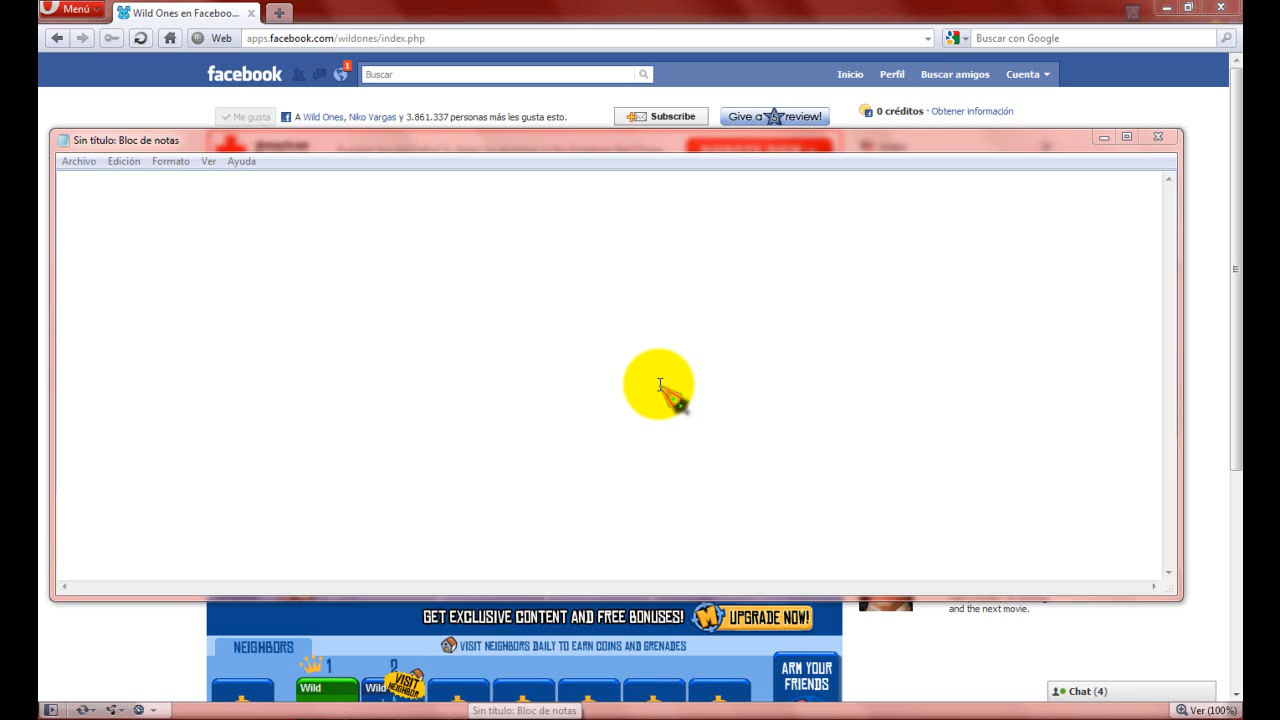 Menú
Wild Ones en Faceboo...
Web
apps.facebook.com/wildones/index.php
Buscar con Google
facebook
1
Buscar
Inicio Perfil Buscar amigos Cuenta
Me gusta
A Wild Ones, Niko Vargas y 3.861.337 personas más les gusta esto.
Subscribe
Give a review!
0 créditos · Obtener información
Sin título: Bloc de notas
Archivo Edición Formato Ver Ayuda
and the next movie.
GET EXCLUSIVE CONTENT AND FREE BONUSES!
UPGRADE NOW!
NEIGHBORS
VISIT NEIGHBORS DAILY TO EARN COINS AND GRENADES
1 2
ARM YOUR
FRIENDS
Wild
Wild
VISIT
NEIGHBOR
Chat (4)
Sin título: Bloc de notas
Ver (100%)